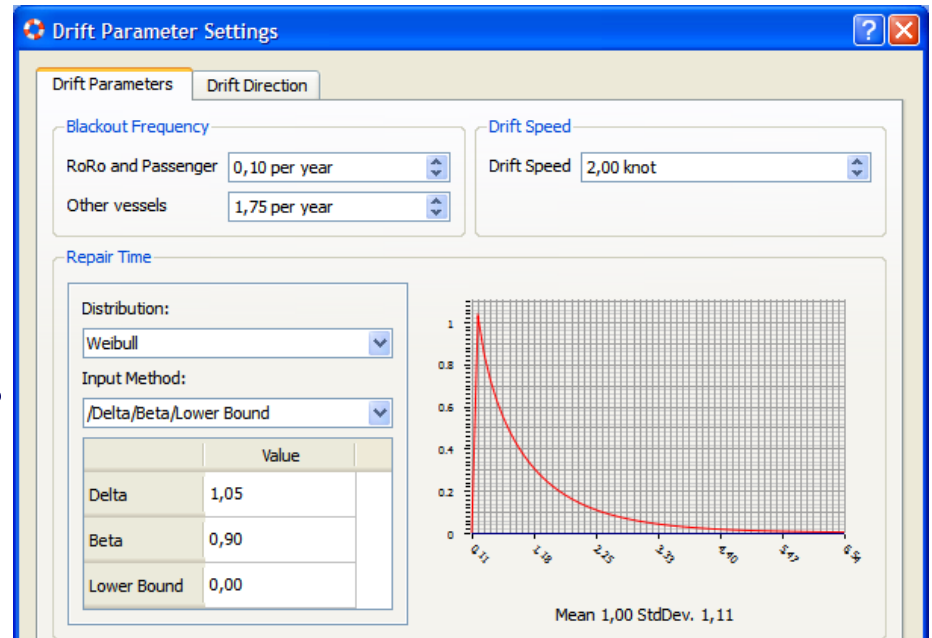 Drift Parameter Settings
Drift Parameters Drift Direction
Blackout Frequency
RoRo and Passenger 0,10 per year
Other vessels 1,75 per year
Drift Speed
Drift Speed 2,00 knot
Repair Time
Distribution:
Weibull
Input Method:
/Delta/Beta/Lower Bound
Value
Delta 1,05
Beta 0,90
Lower Bound 0,00
1
0.8
0.6
0.4
0.2
0
0.11 1.18 2.25 3.33 4.40 5.47 6.54
Mean 1,00 StdDev. 1,11